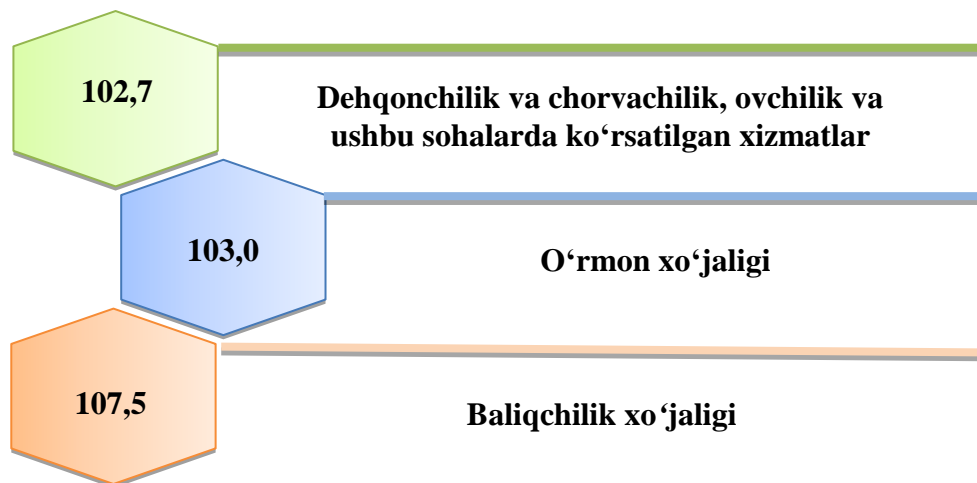 102,7
Dehqonchilik va chorvachilik, ovchilik va
ushbu sohalarda ko‘rsatilgan xizmatlar
103,0
O‘rmon xo‘jaligi
107,5
Baliqchilik xo‘jaligi